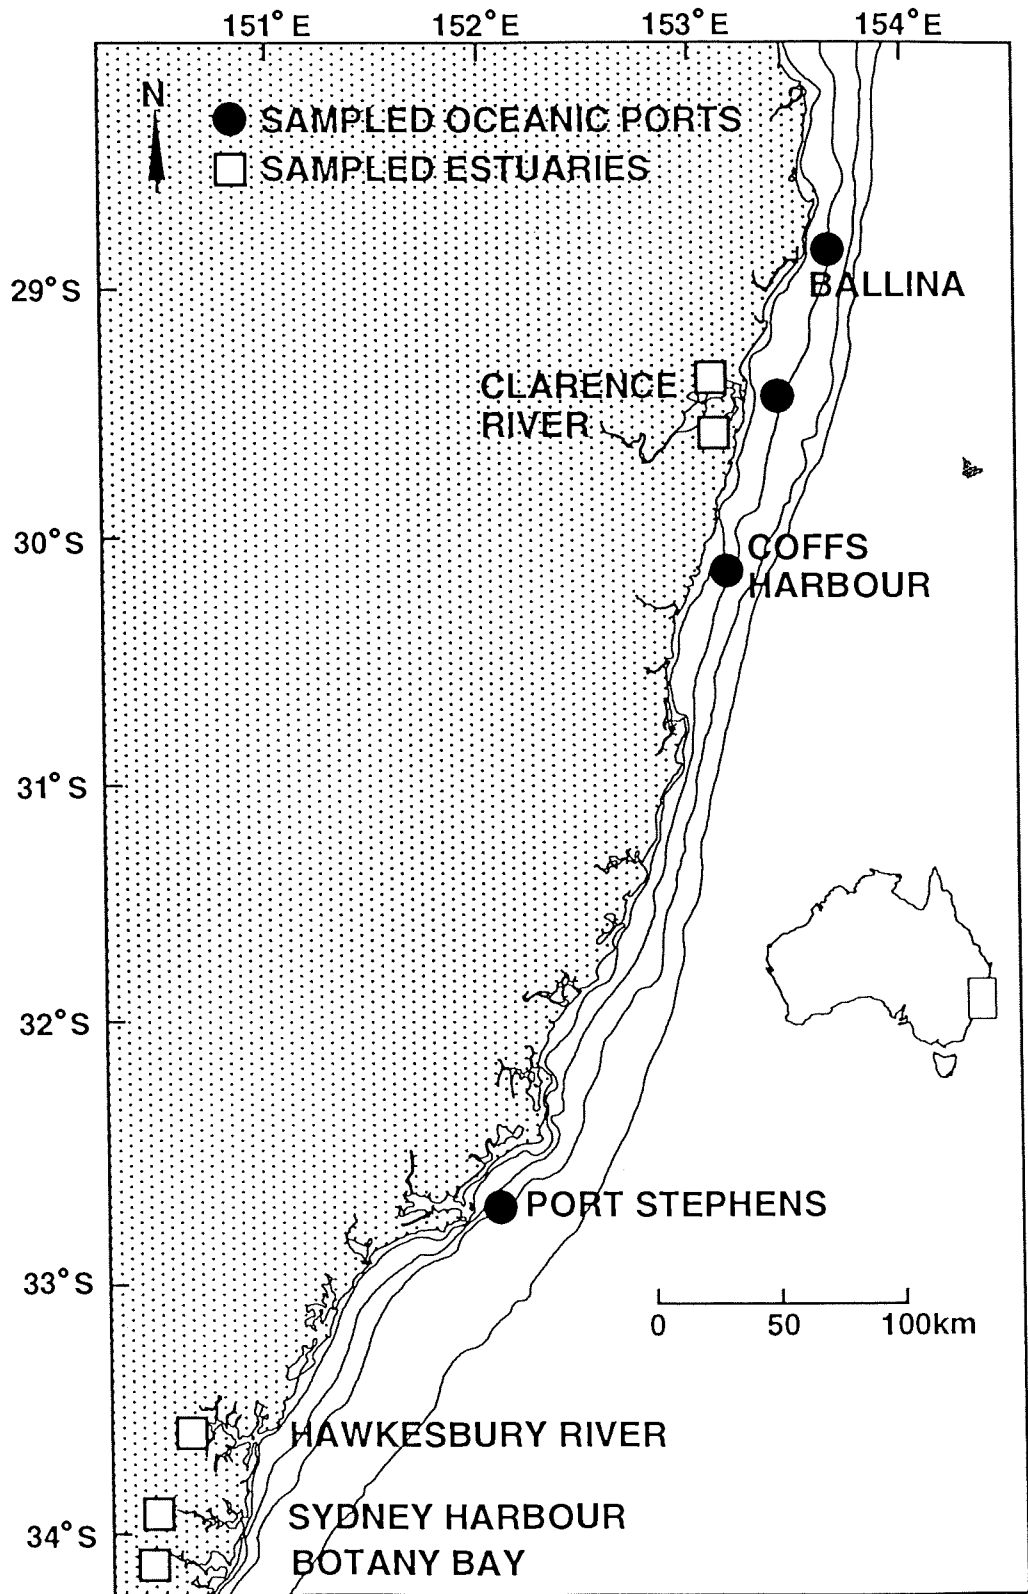 151°E 152°E 153°E 154°E
N
SAMPLED OCEANIC PORTS
SAMPLED ESTUARIES
29°S
BALLINA
CLARENCE
RIVER
30°S
COFFS
HARBOUR
31°S
32°S
PORT STEPHENS
33°S
0 50 100km
HAWKESBURY RIVER
34°S
SYDNEY HARBOUR
BOTANY BAY